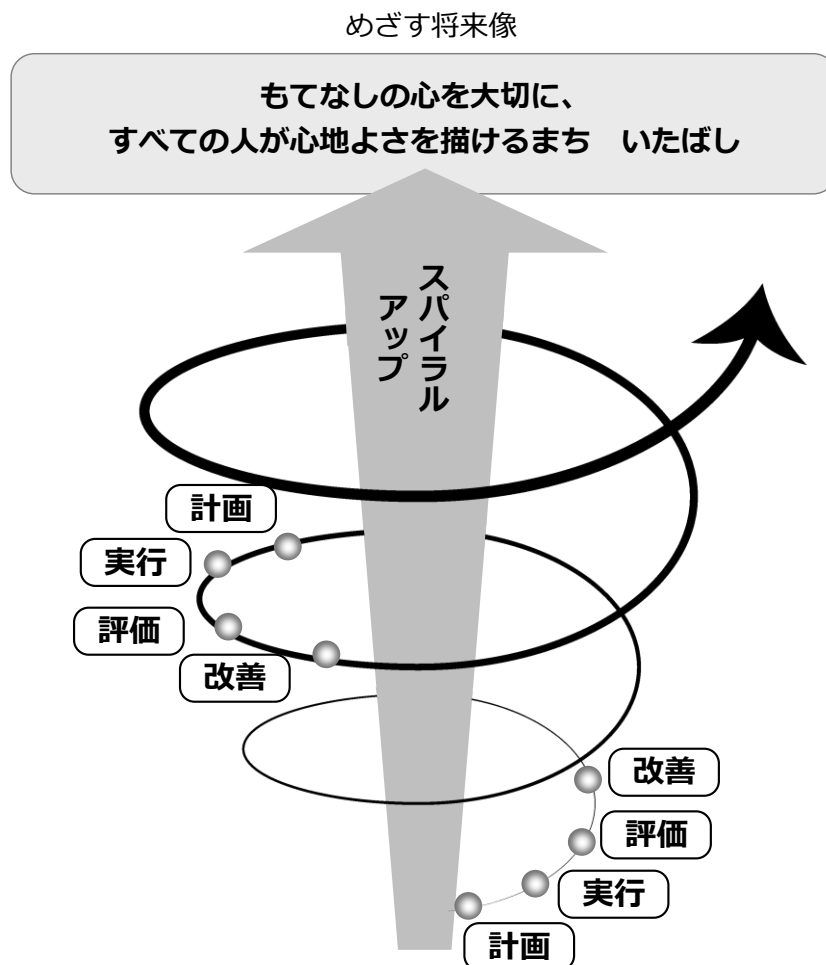 めざす将来像
もてなしの心を大切に、
すべての人が心地よさを描けるまち　いたばし
スパイラル
アップ
計画
実行
評価
改善
改善
評価
実行
計画